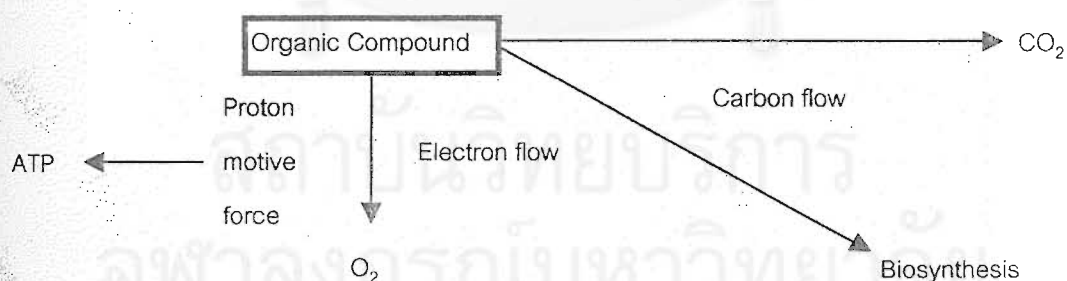 Organic Compound
CO₂
Proton
Carbon flow
ATP
motive
Electron flow
force
O₂
Biosynthesis
สถาบันวิทยบริการ